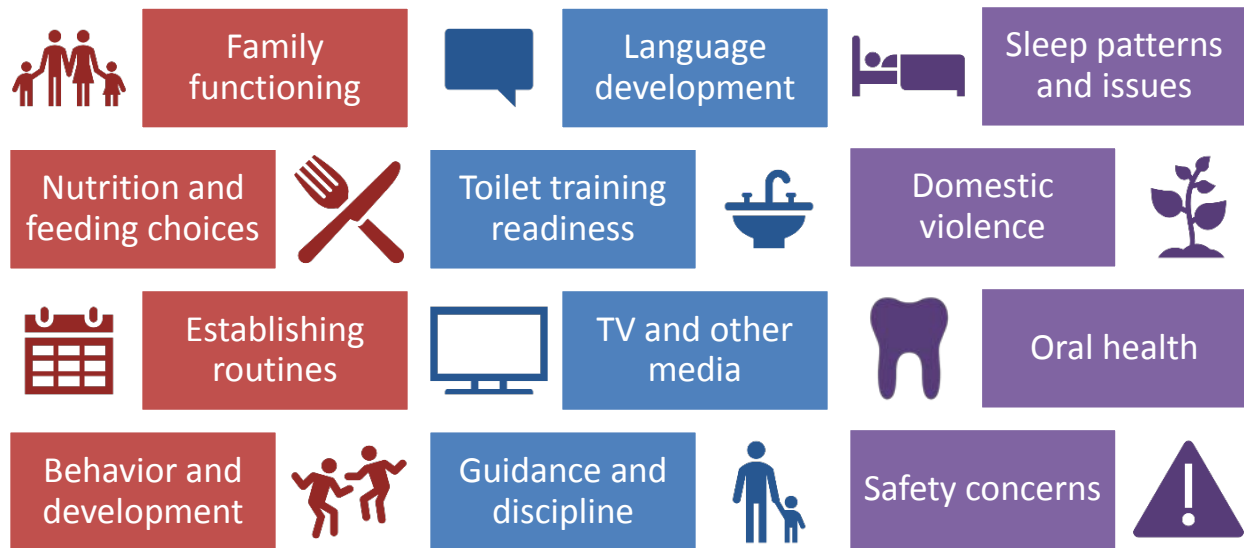 Family
functioning
Language
development
Sleep patterns
and issues
Nutrition and
feeding choices
Toilet training
readiness
Domestic
violence
Establishing
routines
TV and other
media
Oral health
Behavior and
development
Guidance and
discipline
Safety concerns